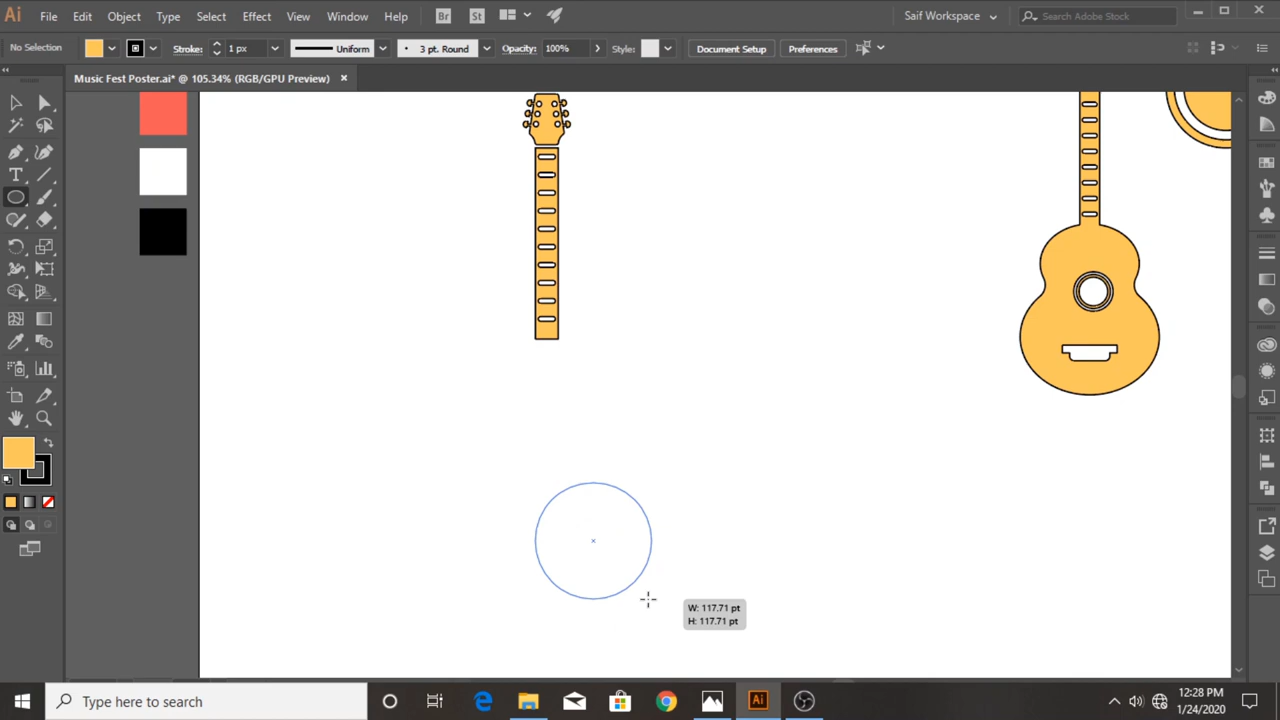 Ai File Edit Object Type Select Effect View Window Help Br St Saif Workspace Search Adobe Stock
No Selection Stroke: 1 px Uniform 3 pt. Round Opacity: 100% Style: Document Setup Preferences
Music Fest Poster.ai* @ 105.34% (RGB/GPU Preview)
W: 117.71 pt
H: 117.71 pt
Type here to search
Ai
12:28 PM
1/24/2020